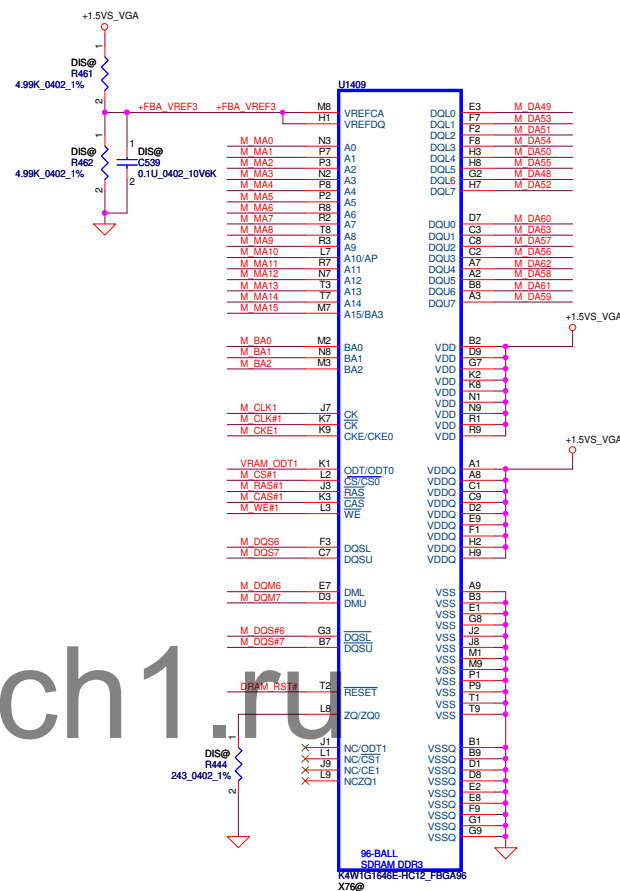 +1.5VS_VGA
1
DIS@
R461
4.99K_0402_1%
2
+FBA_VREF3 +FBA_VREF3
1
DIS@
R462
4.99K_0402_1%
2
1
DIS@
C539
0.1U_0402_10V6K
2
U1409
M8 VREFCA
H1 VREFDQ
M_MA0 N3 A0
M_MA1 P7 A1
M_MA2 P3 A2
M_MA3 N2 A3
M_MA4 P8 A4
M_MA5 P2 A5
M_MA6 R8 A6
M_MA7 R2 A7
M_MA8 T8 A8
M_MA9 R3 A9
M_MA10 L7 A10/AP
M_MA11 R7 A11
M_MA12 N7 A12
M_MA13 T3 A13
M_MA14 T7 A14
M_MA15 M7 A15/BA3
M_BA0 M2 BA0
M_BA1 N8 BA1
M_BA2 M3 BA2
M_CLK1 J7 CK
M_CLK#1 K7 CK
M_CKE1 K9 CKE/CKE0
VRAM_ODT1 K1 ODT/ODT0
M_CS#1 L2 CS/CS0
M_RAS#1 J3 RAS
M_CAS#1 K3 CAS
M_WE#1 L3 WE
M_DQS6 F3 DQSL
M_DQS7 C7 DQSU
M_DQM6 E7 DML
M_DQM7 D3 DMU
M_DQS#6 G3 DQSL
M_DQS#7 B7 DQSU
DRAM_RST# T2 RESET
L8 ZQ/ZQ0
J1 NC/ODT1
L1 NC/CS1
J9 NC/CE1
L9 NCZQ1
1
DIS@
R444
243_0402_1%
2
DQL0 E3 M_DA49
DQL1 F7 M_DA53
DQL2 F2 M_DA51
DQL3 F8 M_DA54
DQL4 H3 M_DA50
DQL5 H8 M_DA55
DQL6 G2 M_DA48
DQL7 H7 M_DA52
DQU0 D7 M_DA60
DQU1 C3 M_DA63
DQU2 C8 M_DA57
DQU3 C2 M_DA56
DQU4 A7 M_DA62
DQU5 A2 M_DA58
DQU6 B8 M_DA61
DQU7 A3 M_DA59
+1.5VS_VGA
VDD B2
VDD D9
VDD G7
VDD K2
VDD K8
VDD N1
VDD N9
VDD R1
VDD R9
+1.5VS_VGA
VDDQ A1
VDDQ A8
VDDQ C1
VDDQ C9
VDDQ D2
VDDQ E9
VDDQ F1
VDDQ H2
VDDQ H9
VSS A9
VSS B3
VSS E1
VSS G8
VSS J2
VSS J8
VSS M1
VSS M9
VSS P1
VSS P9
VSS T1
VSS T9
VSSQ B1
VSSQ B9
VSSQ D1
VSSQ D8
VSSQ E2
VSSQ E8
VSSQ F9
VSSQ G1
VSSQ G9
96-BALL
SDRAM DDR3
K4W1G1646E-HC12_FBGA96
X76@
ch1.ru